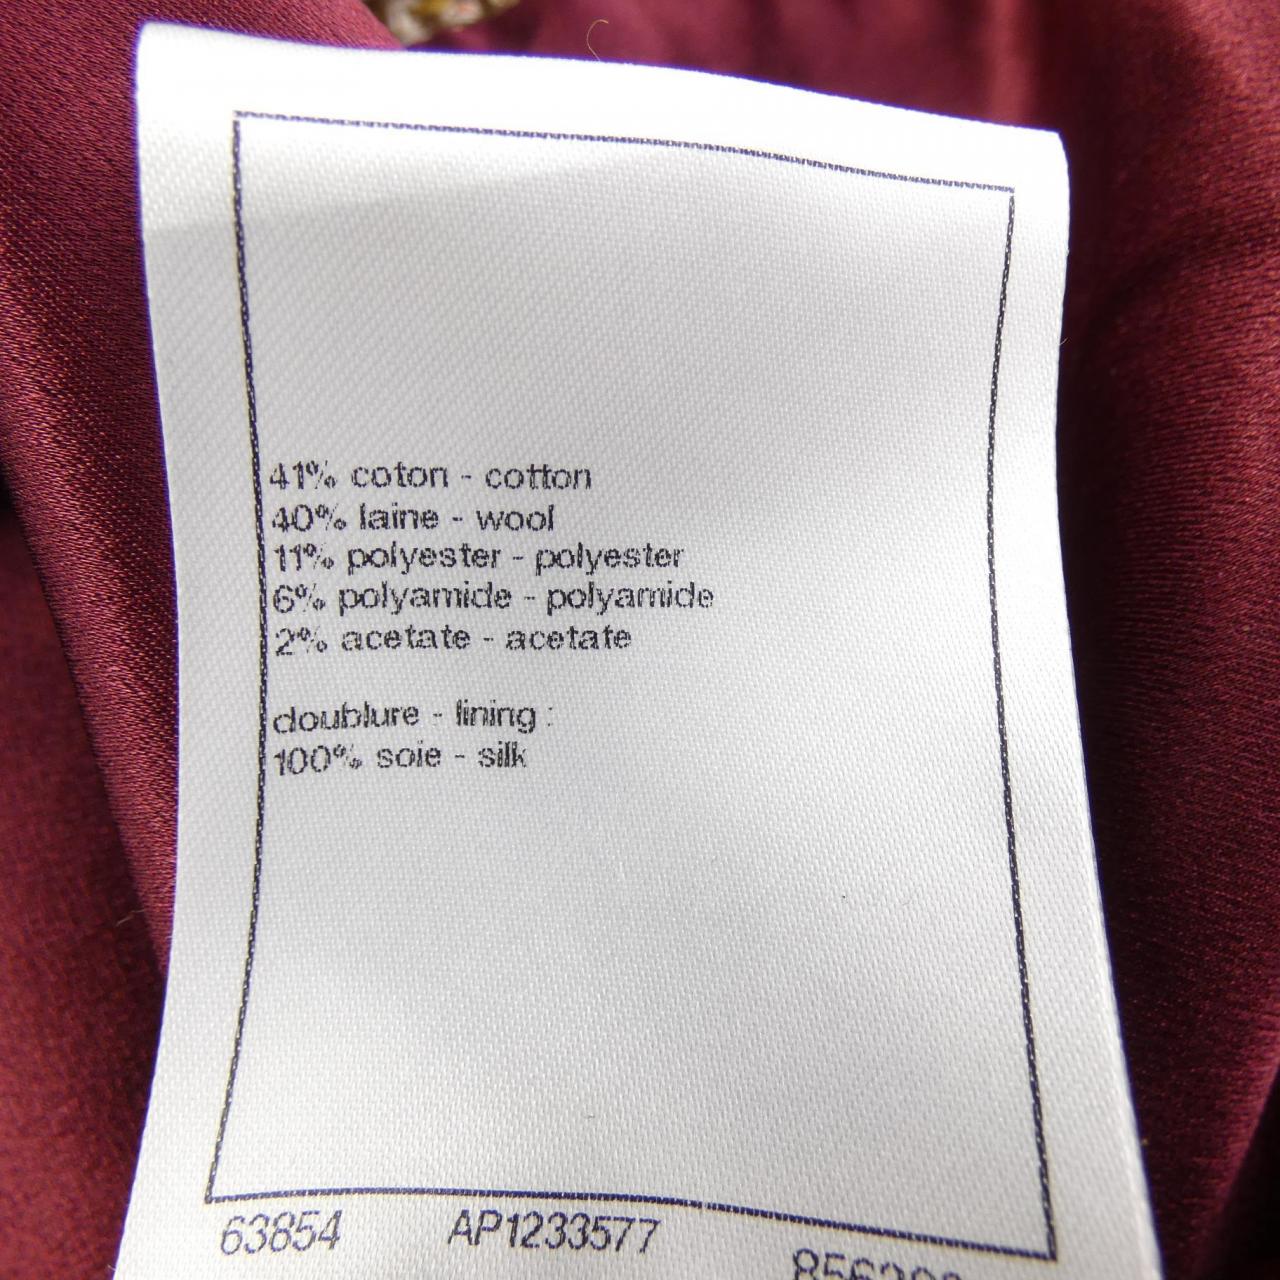 41% coton - cotton
40% laine - wool
11% polyester - polyester
6% polyamide - polyamide
2% acetate - acetate
doublure - lining :
100% soie - silk
63854 AP1233577